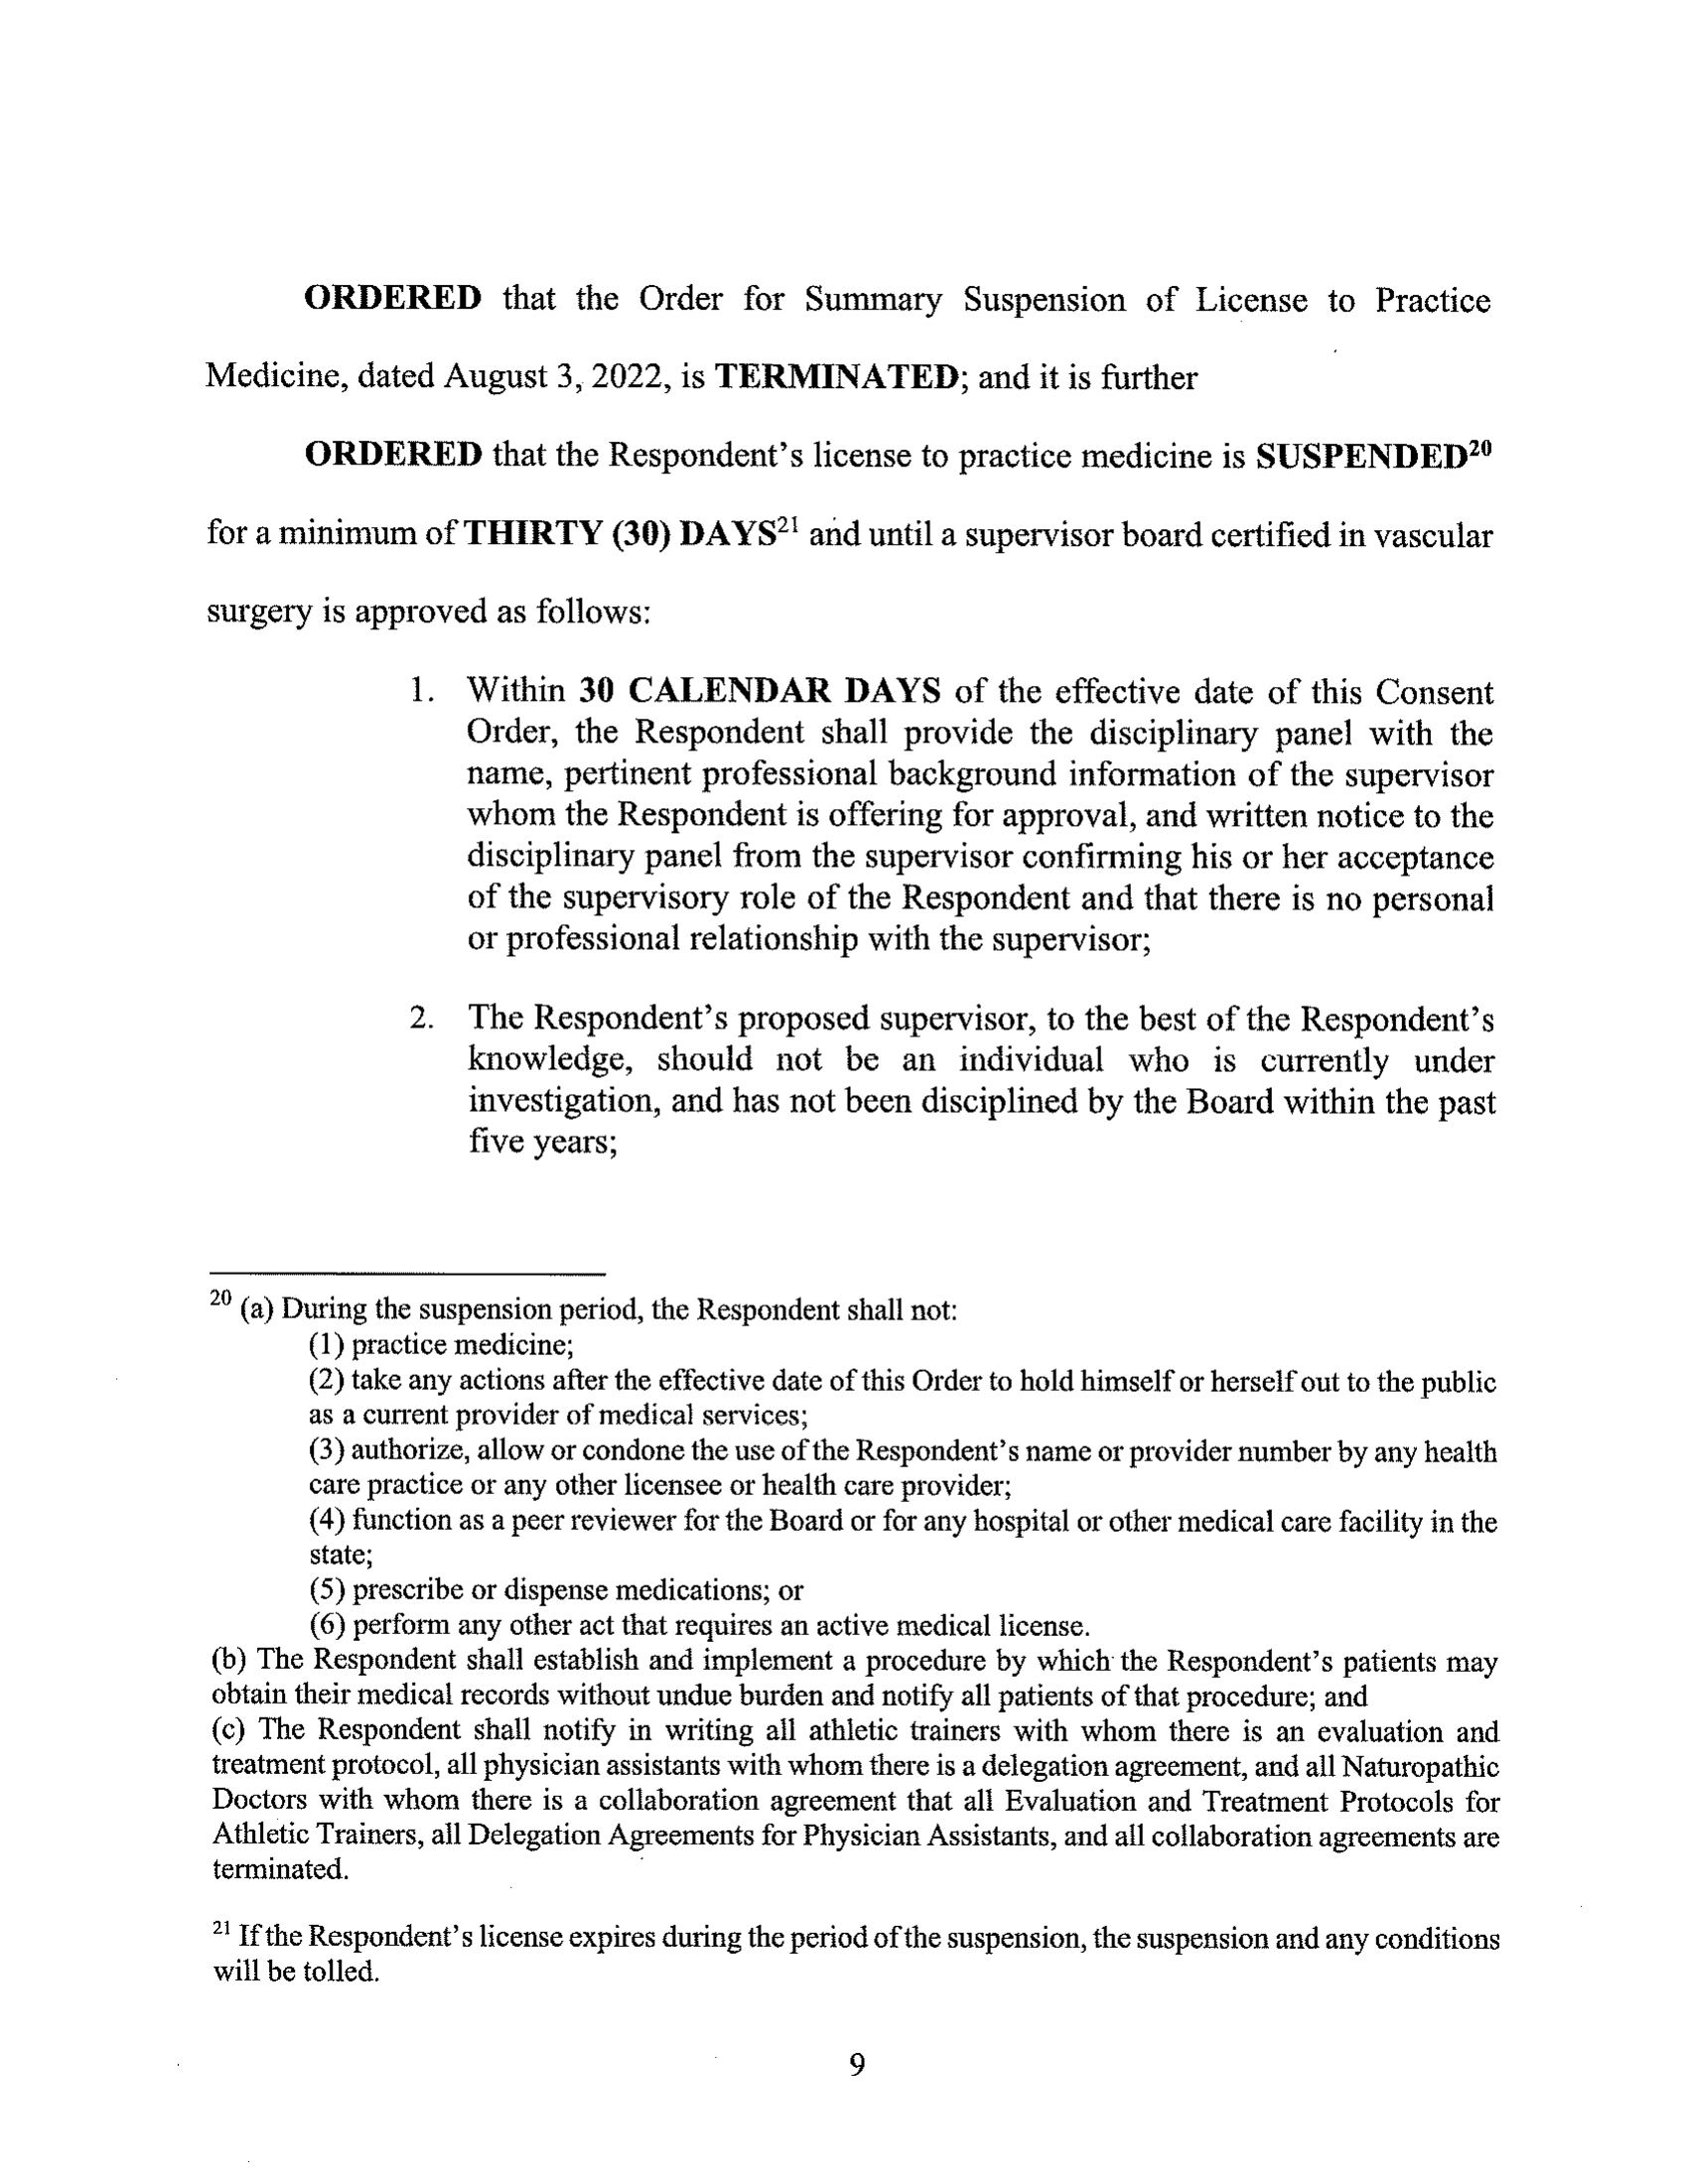 ORDERED that the Order for Summary Suspension of License to Practice
Medicine, dated August 3, 2022, is TERMINATED; and it is further
ORDERED that the Respondent's license to practice medicine is SUSPENDED20
for a minimum of THIRTY (30) DAYS21 and until a supervisor board certified in vascular
surgery is approved as follows:
1. Within 30 CALENDAR DAYS of the effective date of this Consent
Order, the Respondent shall provide the disciplinary panel with the
name, pertinent professional background information of the supervisor
whom the Respondent is offering for approval, and written notice to the
disciplinary panel from the supervisor confirming his or her acceptance
of the supervisory role of the Respondent and that there is no personal
or professional relationship with the supervisor;
2. The Respondent's proposed supervisor, to the best of the Respondent's
knowledge, should not be an individual who is currently under
investigation, and has not been disciplined by the Board within the past
five years;
20 (a) During the suspension period, the Respondent shall not:
(1) practice medicine;
(2) take any actions after the effective date of this Order to hold himself or herself out to the public
as a current provider of medical services;
(3) authorize, allow or condone the use of the Respondent's name or provider number by any health
care practice or any other licensee or health care provider;
(4) function as a peer reviewer for the Board or for any hospital or other medical care facility in the
state;
(5) prescribe or dispense medications; or
(6) perform any other act that requires an active medical license.
(b) The Respondent shall establish and implement a procedure by which the Respondent's patients may
obtain their medical records without undue burden and notify all patients of that procedure; and
(c) The Respondent shall notify in writing all athletic trainers with whom there is an evaluation and
treatment protocol, all physician assistants with whom there is a delegation agreement, and all Naturopathic
Doctors with whom there is a collaboration agreement that all Evaluation and Treatment Protocols for
Athletic Trainers, all Delegation Agreements for Physician Assistants, and all collaboration agreements are
terminated.
21 If the Respondent's license expires during the period of the suspension, the suspension and any conditions
will be tolled.
9